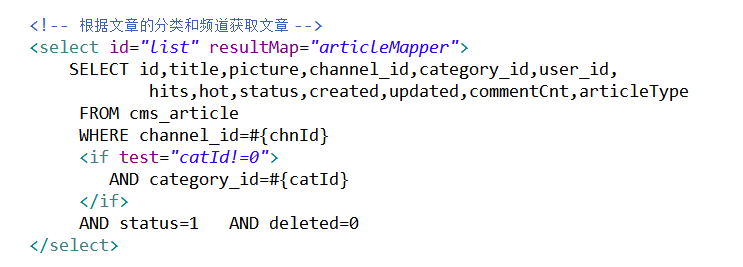 <!-- 根据文章的分类和频道获取文章 -->
<select id="list" resultMap="articleMapper">
SELECT id,title,picture,channel_id,category_id,user_id,
hits,hot,status,created,updated,commentCnt,articleType
FROM cms_article
WHERE channel_id=#{chnId}
<if test="catId!=0">
AND category_id=#{catId}
</if>
AND status=1   AND deleted=0
</select>